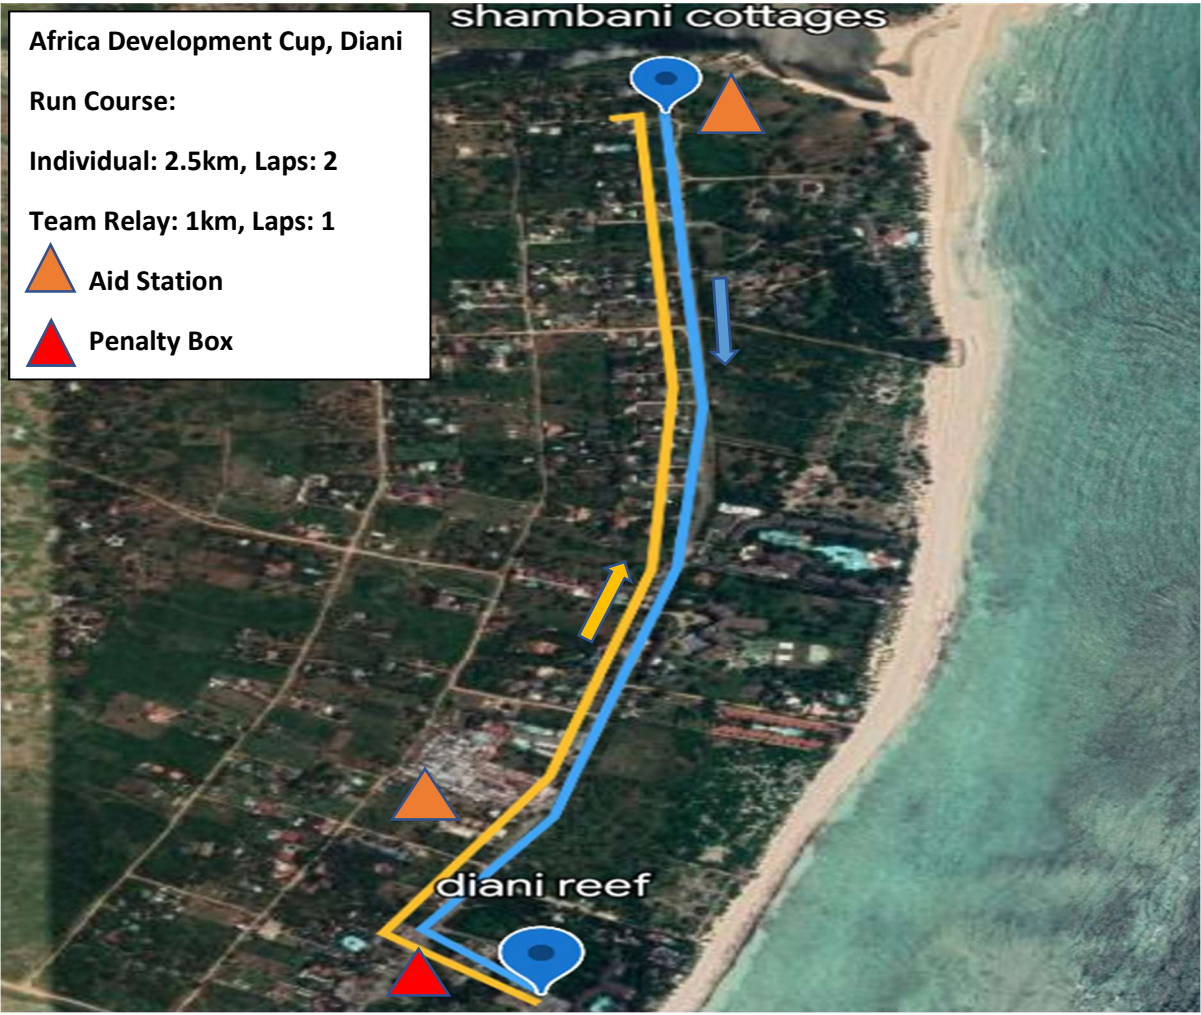 shambani cottages
Africa Development Cup, Diani
Run Course:
Individual: 2.5km, Laps: 2
Team Relay: 1km, Laps: 1
Aid Station
Penalty Box
diani reef